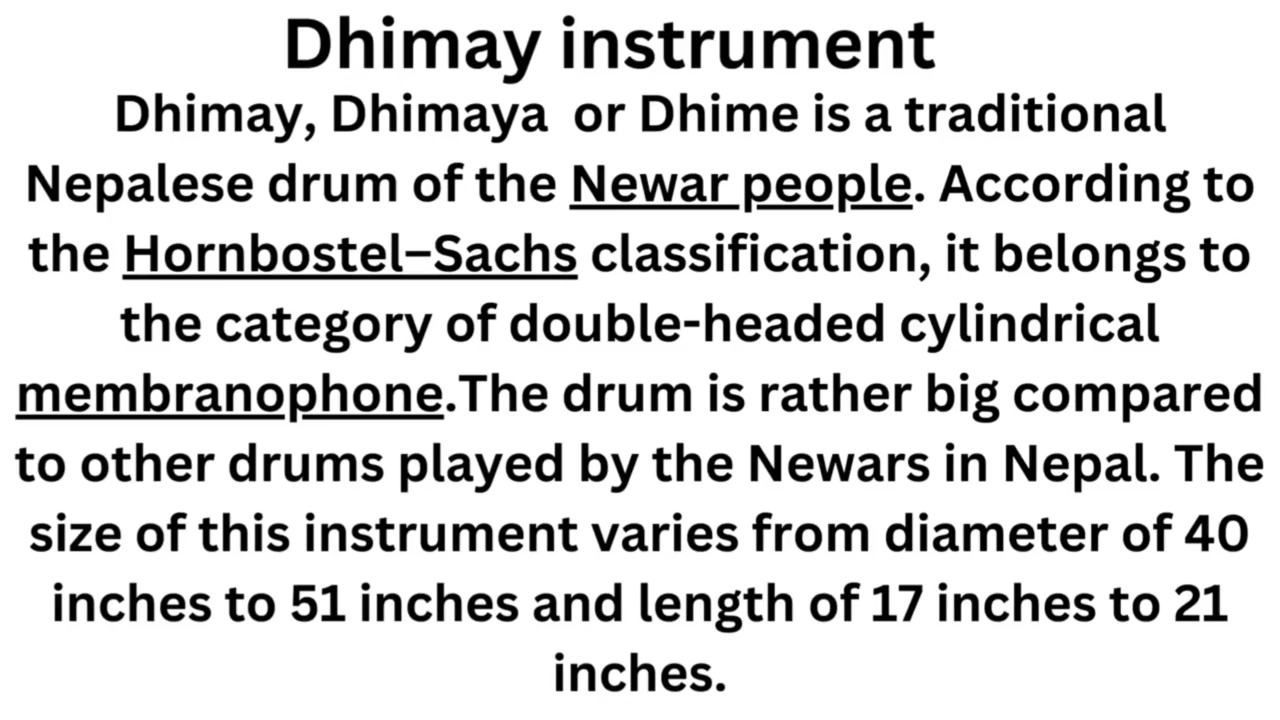 Dhimay instrument
Dhimay, Dhimaya or Dhime is a traditional
Nepalese drum of the Newar people. According to
the Hornbostel–Sachs classification, it belongs to
the category of double-headed cylindrical
membranophone.The drum is rather big compared
to other drums played by the Newars in Nepal. The
size of this instrument varies from diameter of 40
inches to 51 inches and length of 17 inches to 21
inches.